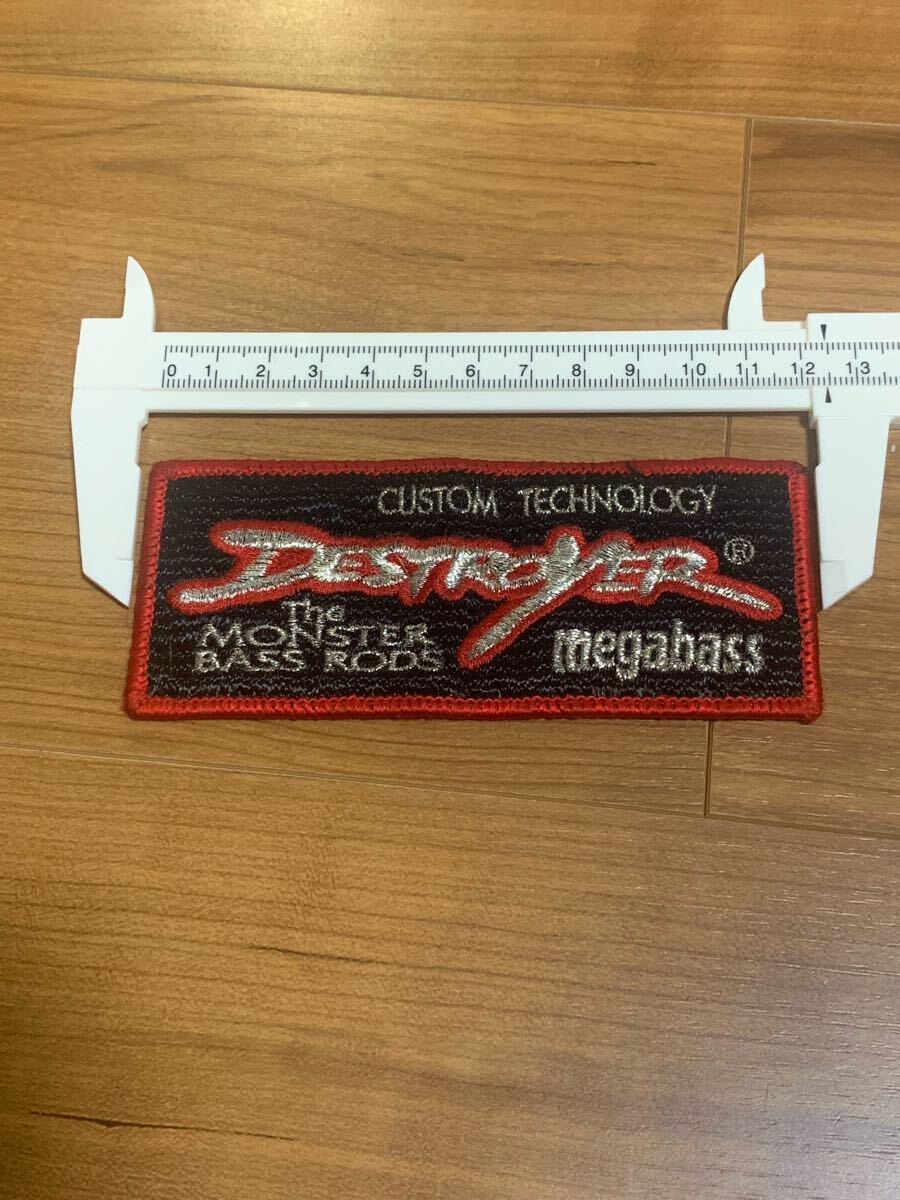 0 1 2 3 4 5 6 7 8 9 10 11 12 13
CUSTOM TECHNOLOGY
DESTROYER ®
The
MONSTER
BASS RODS
megabass